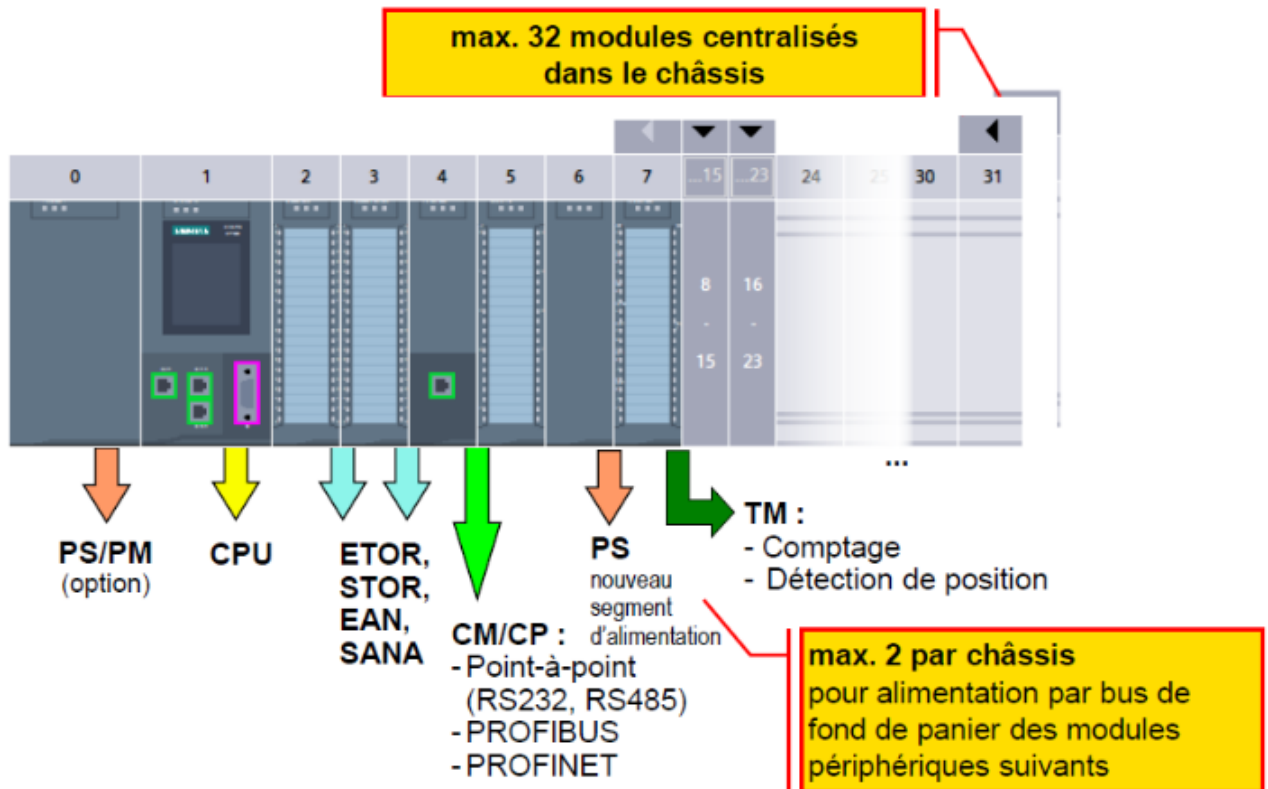 max. 32 modules centralisés
dans le châssis
0 1 2 3 4 5 6 7 ...15 ...23 24 25 30 31
SIEMENS
8 16
- -
15 23
...
PS/PM
(option)
CPU
ETOR,
STOR,
EAN,
SANA
CM/CP :
- Point-à-point
(RS232, RS485)
- PROFIBUS
- PROFINET
PS
nouveau
segment
d'alimentation
TM :
- Comptage
- Détection de position
max. 2 par châssis
pour alimentation par bus de
fond de panier des modules
périphériques suivants